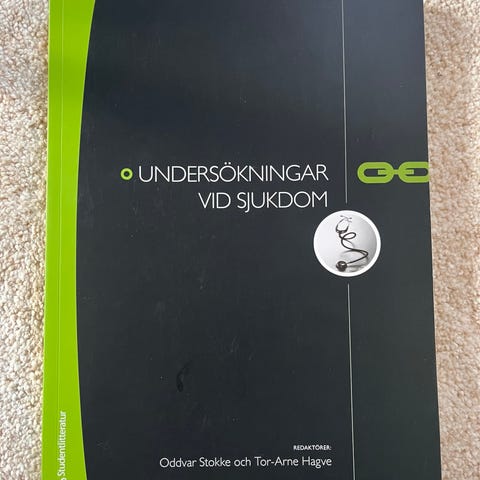 UNDERSÖKNINGAR
VID SJUKDOM
REDAKTÖRER:
Oddvar Stokke och Tor-Arne Hagve
Studentlitteratur